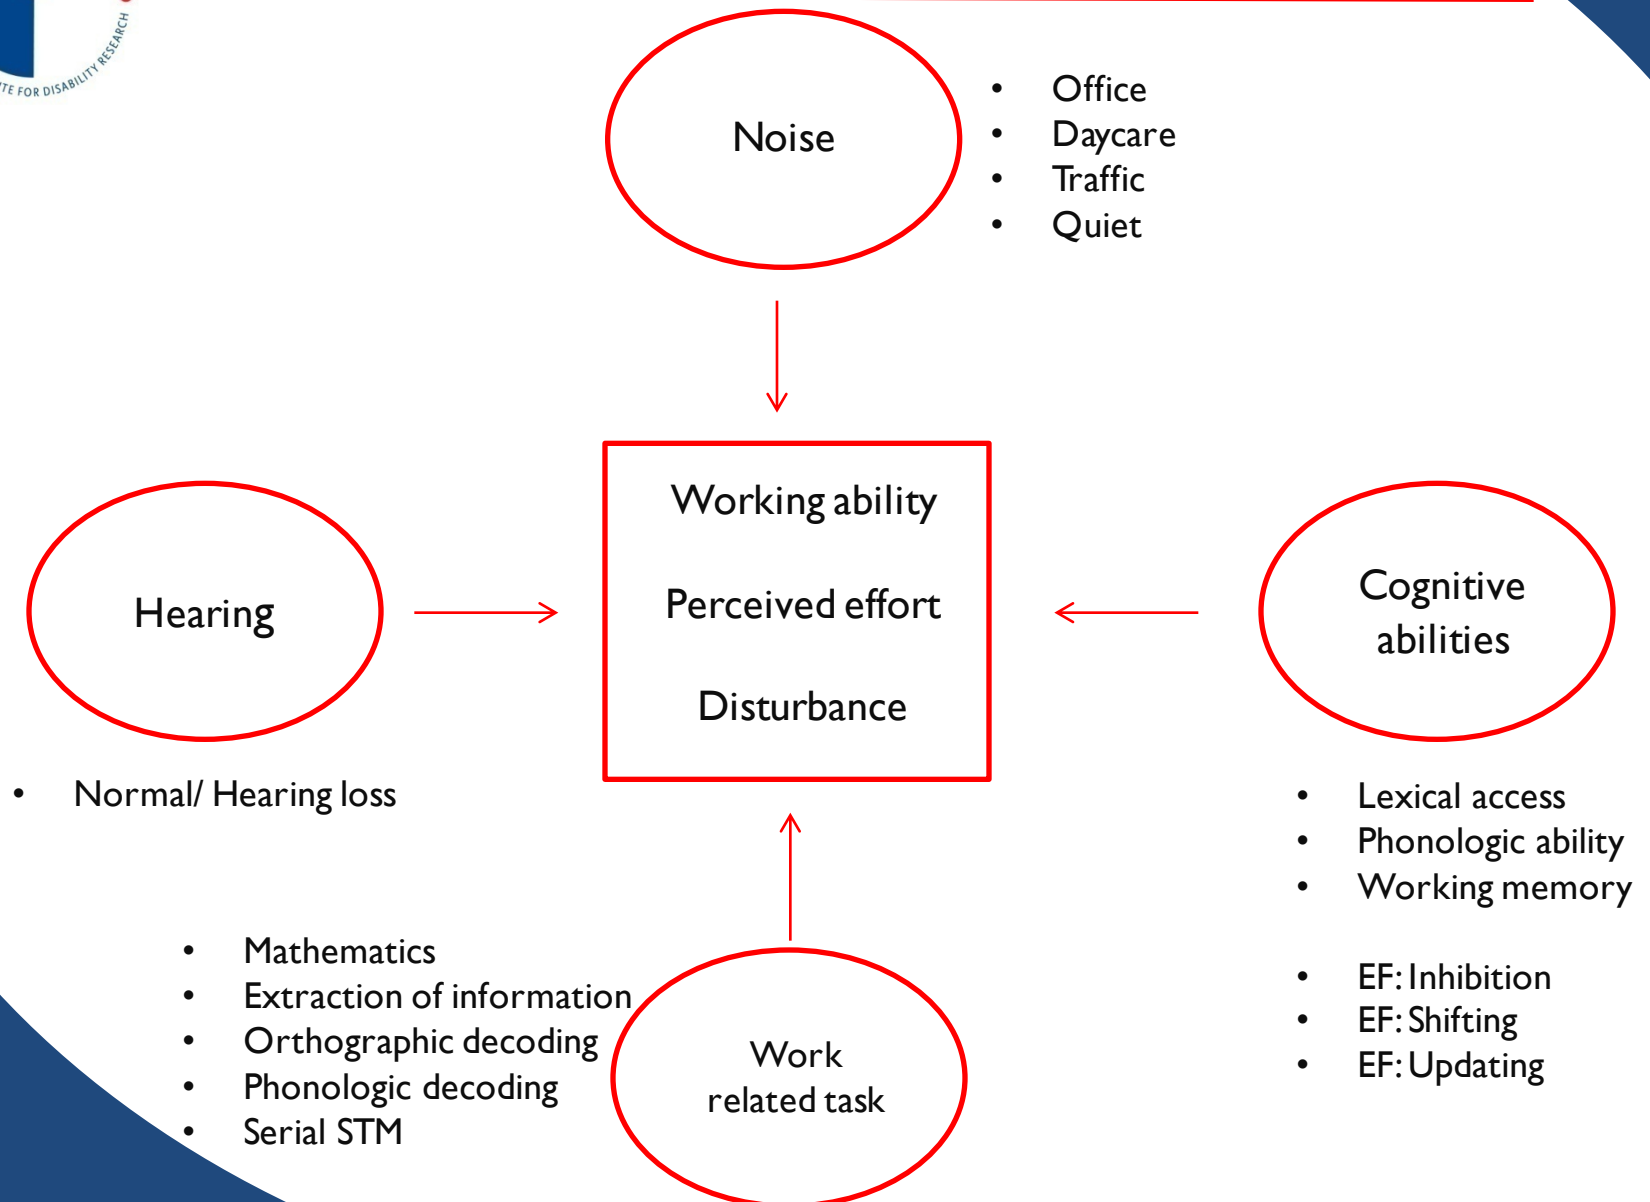 TE FOR DISABILITY RESEARCH
Noise
• Office
• Daycare
• Traffic
• Quiet
Working ability
Perceived effort
Disturbance
Hearing
• Normal/ Hearing loss
Cognitive
abilities
• Lexical access
• Phonologic ability
• Working memory
• EF: Inhibition
• EF: Shifting
• EF: Updating
• Mathematics
• Extraction of information
• Orthographic decoding
• Phonologic decoding
• Serial STM
Work
related task